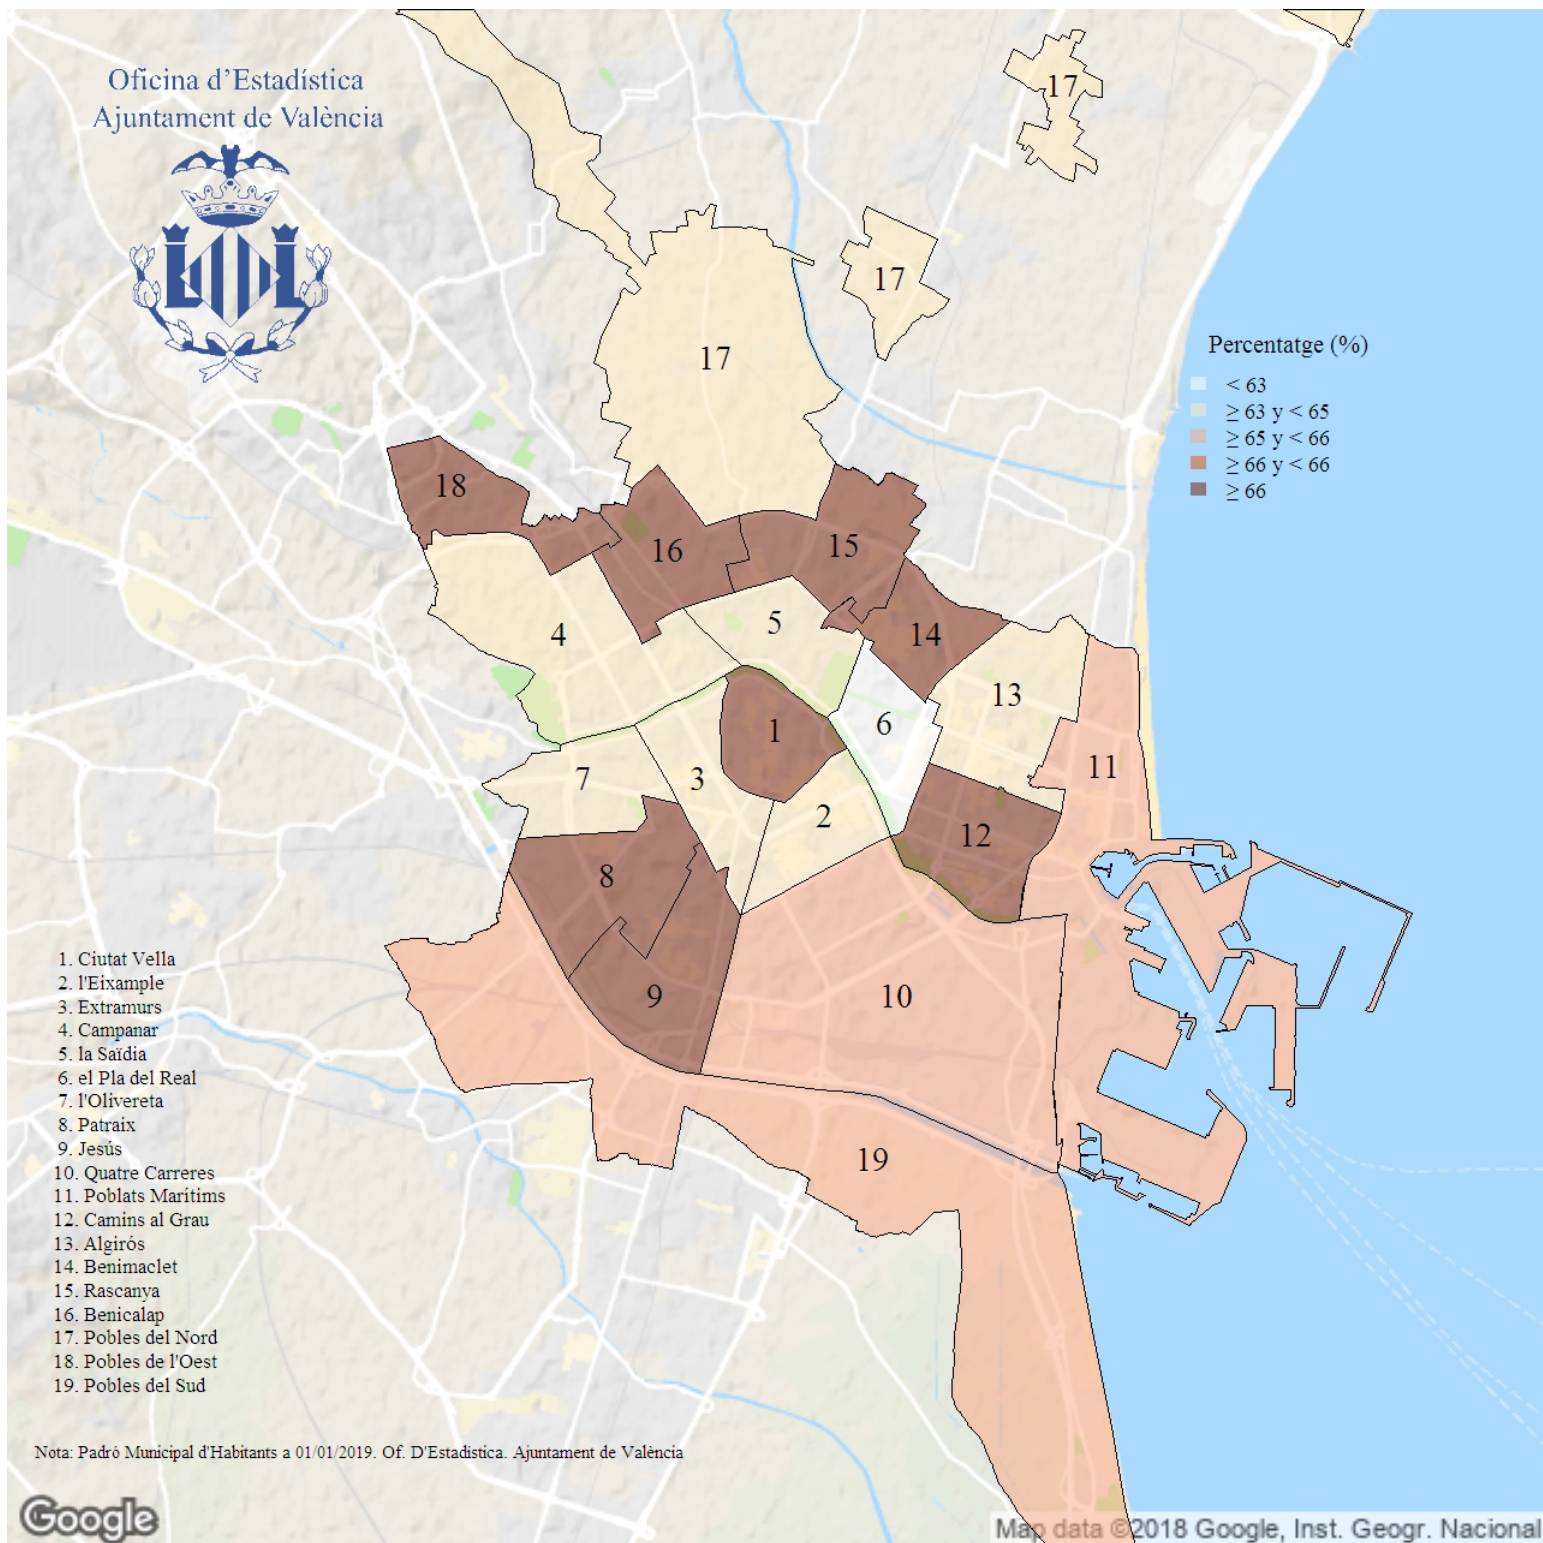 Oficina d'Estadística
Ajuntament de València
17
17
17
18
16
15
5
14
4
13
6
1
11
7
3
2
12
8
9
10
19
Percentatge (%)
< 63
≥ 63 y < 65
≥ 65 y < 66
≥ 66 y < 66
≥ 66
1. Ciutat Vella
2. l'Eixample
3. Extramurs
4. Campanar
5. la Saïdia
6. el Pla del Real
7. l'Olivereta
8. Patraix
9. Jesús
10. Quatre Carreres
11. Poblats Marítims
12. Camins al Grau
13. Algirós
14. Benimaclet
15. Rascanya
16. Benicalap
17. Pobles del Nord
18. Pobles de l'Oest
19. Pobles del Sud
Nota: Padró Municipal d'Habitants a 01/01/2019. Of. D'Estadística. Ajuntament de València
Google
Map data ©2018 Google, Inst. Geogr. Nacional